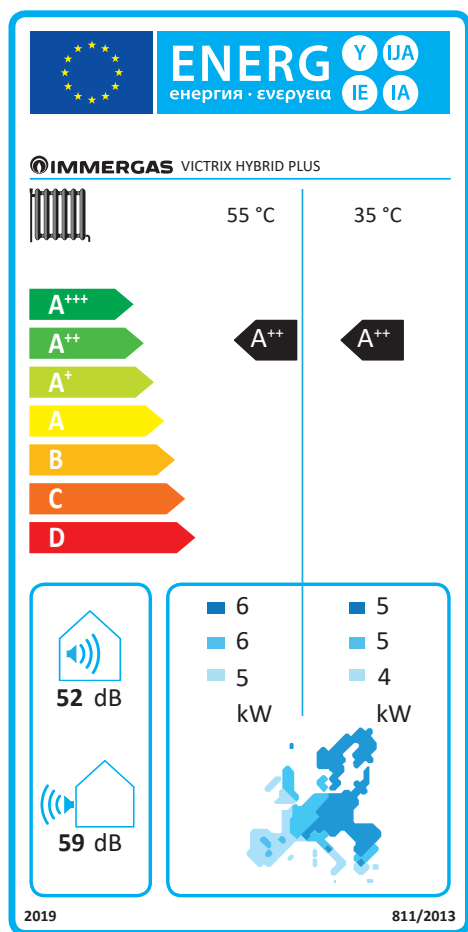 ENERG
енергия · ενεργεια
Y IJA
IE IA
IMMERGAS VICTRIX HYBRID PLUS
55 °C 35 °C
A+++
A++
A+
A
B
C
D
A++ A++
52 dB
59 dB
6 5
6 5
5 4
kW kW
2019 811/2013